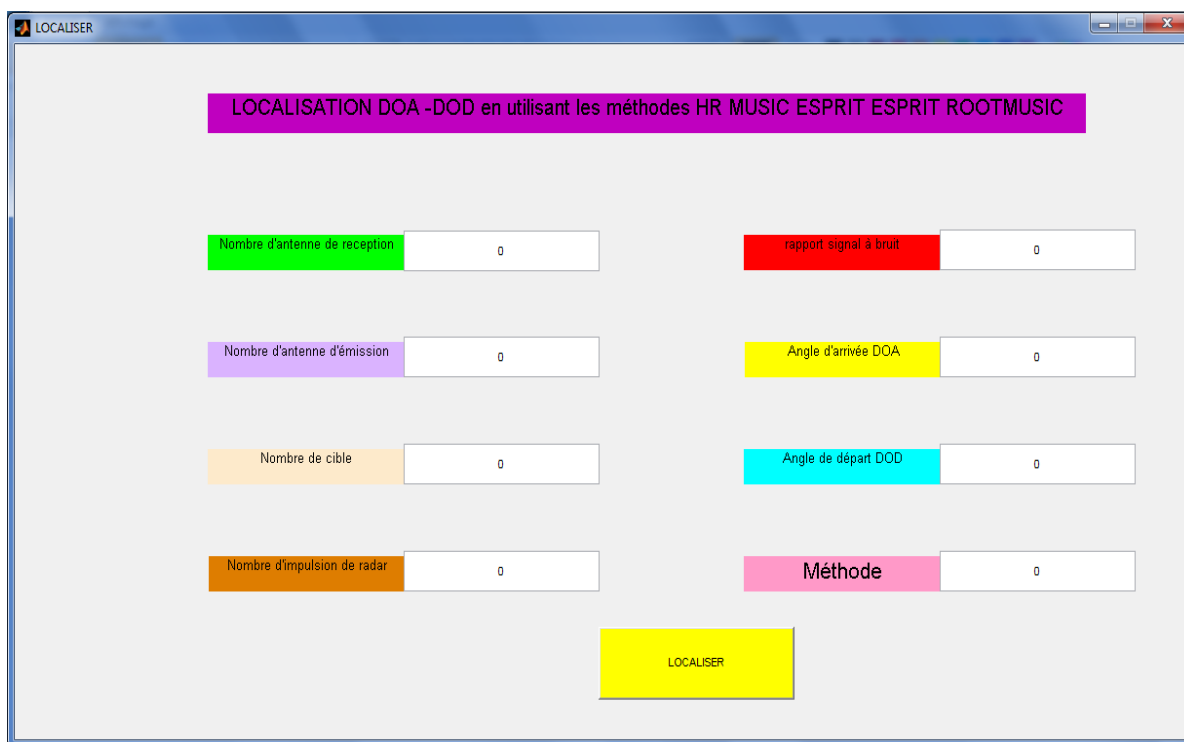 LOCALISER
LOCALISATION DOA -DOD en utilisant les méthodes HR MUSIC ESPRIT ESPRIT ROOTMUSIC
Nombre d'antenne de reception 0
rapport signal à bruit 0
Nombre d'antenne d'émission 0
Angle d'arrivée DOA 0
Nombre de cible 0
Angle de départ DOD 0
Nombre d'impulsion de radar 0
Méthode 0
LOCALISER